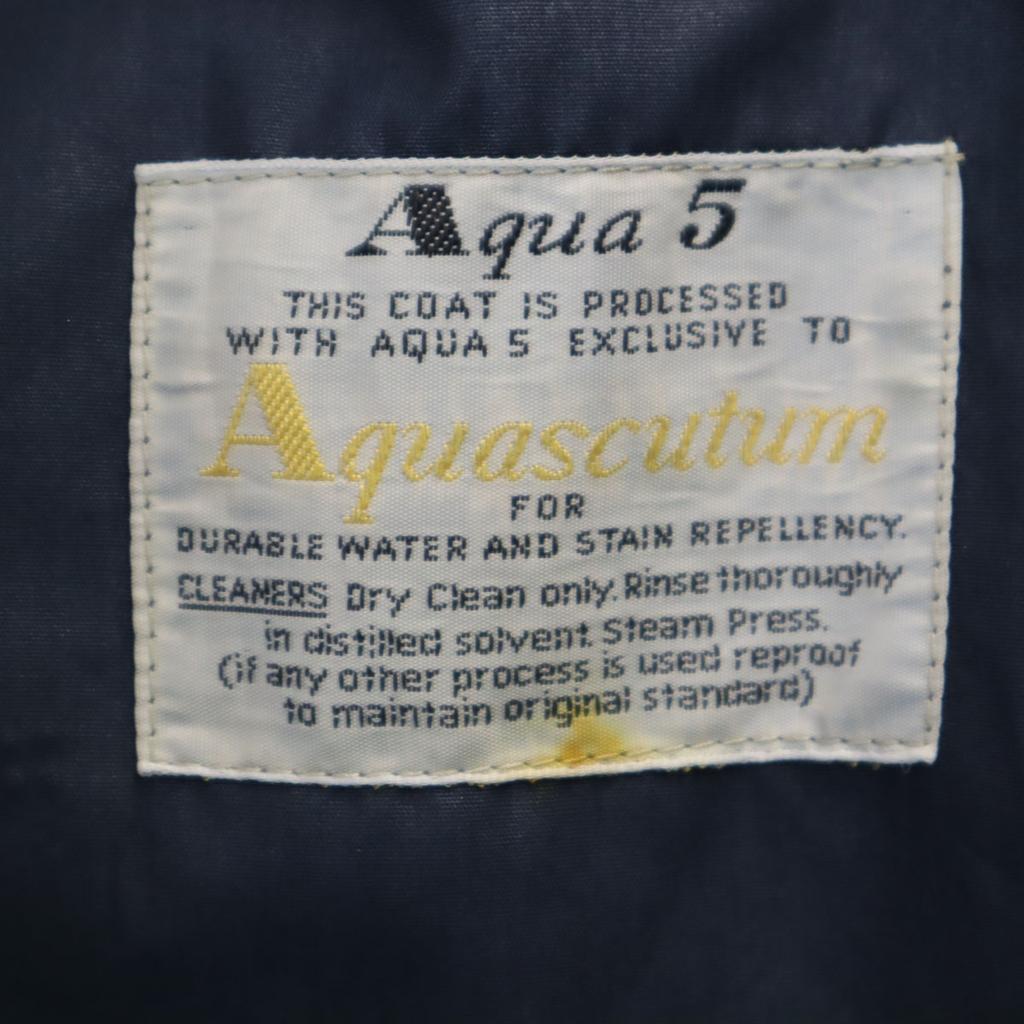 Aqua 5
THIS COAT IS PROCESSED
WITH AQUA 5 EXCLUSIVE TO
Aquascutum
FOR
DURABLE WATER AND STAIN REPELLENCY.
CLEANERS Dry Clean only. Rinse thoroughly
in distilled solvent. Steam Press.
(if any other process is used reproof
to maintain original standard)